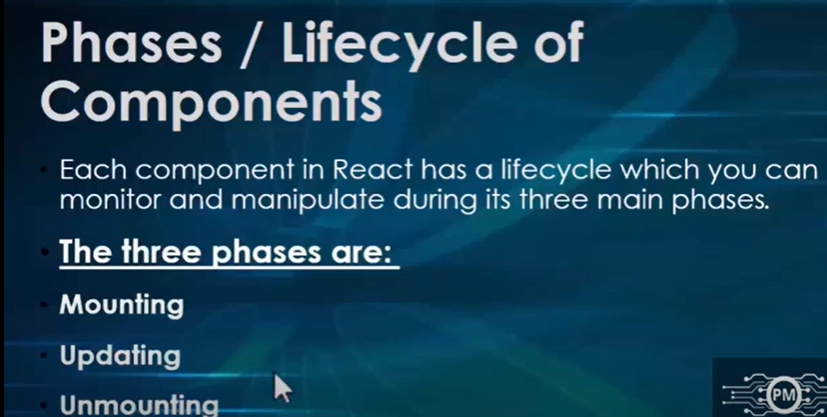 Phases / Lifecycle of
Components
Each component in React has a lifecycle which you can
monitor and manipulate during its three main phases.
The three phases are:
Mounting
Updating
Unmounting
PM